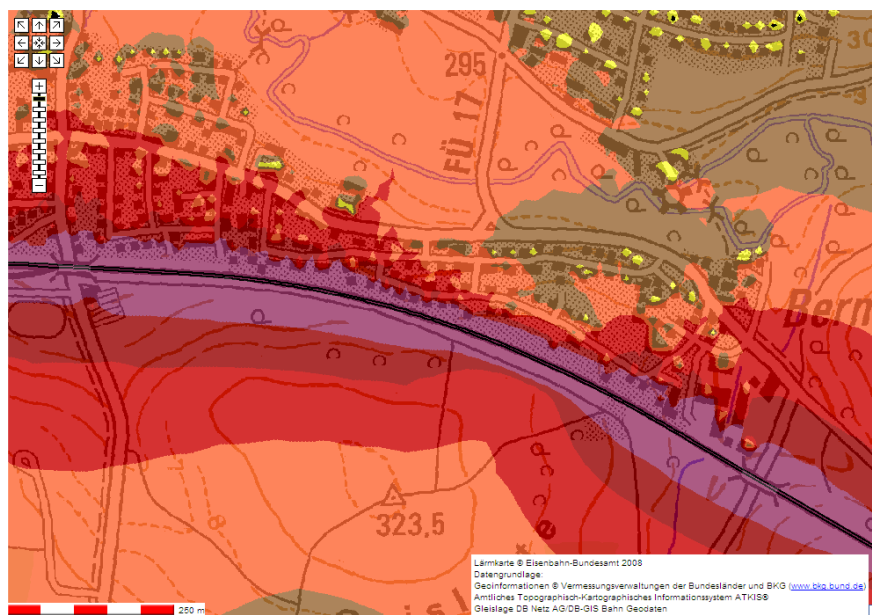 295
30
FÜ 17
Bern
323,5
Lärmkarte © Eisenbahn-Bundesamt 2008
Datengrundlage:
Geoinformationen © Vermessungsverwaltungen der Bundesländer und BKG (www.bkg.bund.de)
Amtliches Topographisch-Kartographisches Informationssystem ATKIS®
Gleislage DB Netz AG/DB-GIS Bahn Geodaten
250 m